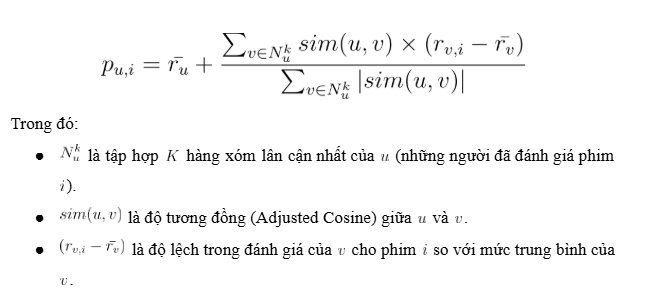 $p_{u,i} = \bar{r_u} + \frac{\sum_{v \in N_u^k} sim(u, v) \times (r_{v,i} - \bar{r_v})}{\sum_{v \in N_u^k} |sim(u, v)|}$
Trong đó:
● $N_u^k$ là tập hợp $K$ hàng xóm lân cận nhất của $u$ (những người đã đánh giá phim
$i$).
● $sim(u, v)$ là độ tương đồng (Adjusted Cosine) giữa $u$ và $v$.
● $(r_{v,i} - \bar{r_v})$ là độ lệch trong đánh giá của $v$ cho phim $i$ so với mức trung bình của
$v$.